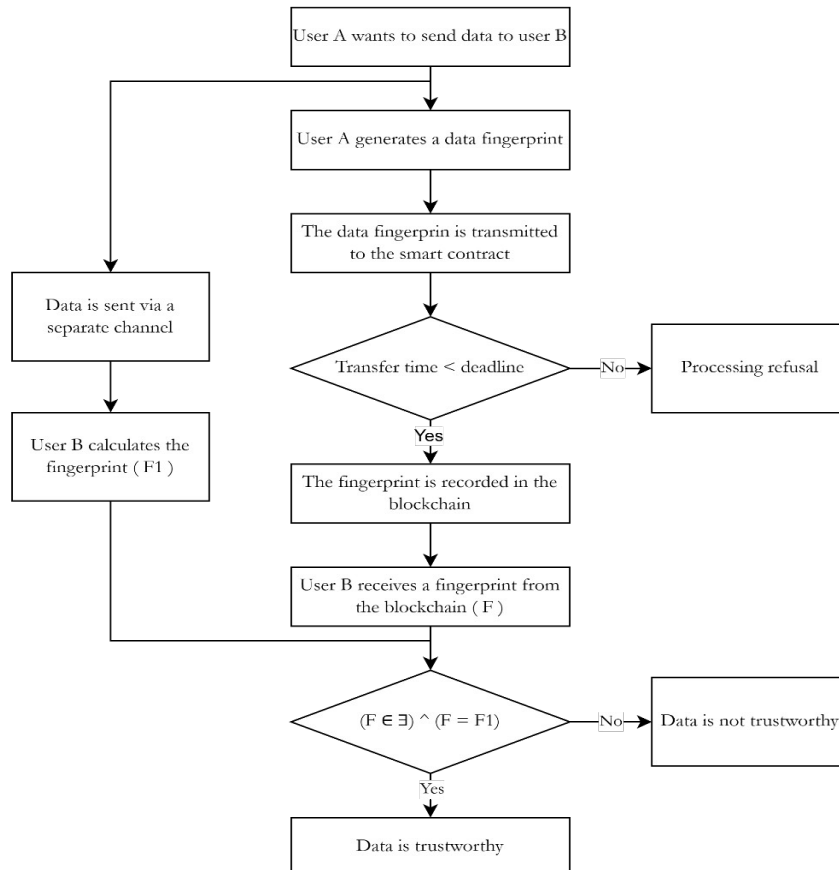 User A wants to send data to user B
User A generates a data fingerprint
The data fingerprin is transmitted
to the smart contract
Data is sent via a
separate channel
Transfer time < deadline
No
Processing refusal
Yes
User B calculates the
fingerprint ( F1 )
The fingerprint is recorded in the
blockchain
User B receives a fingerprint from
the blockchain ( F )
(F ∈ ∃) ^ (F = F1)
No
Data is not trustworthy
Yes
Data is trustworthy